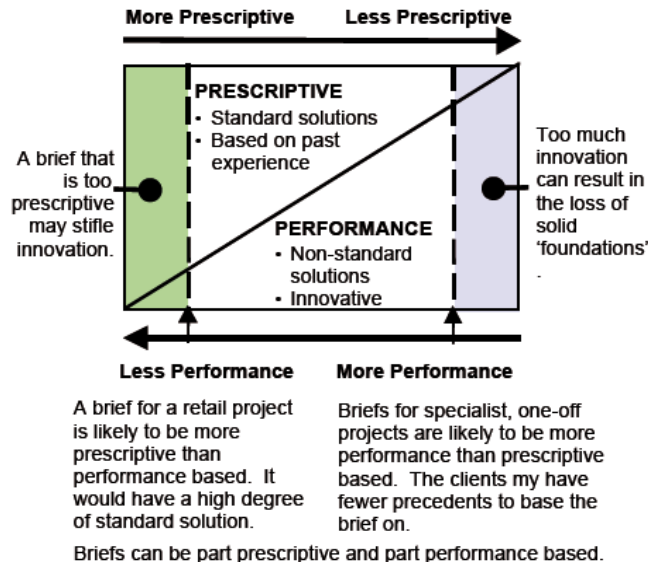 More Prescriptive Less Prescriptive
PRESCRIPTIVE
• Standard solutions
• Based on past
experience
A brief that
is too
prescriptive
may stifle
innovation.
Too much
innovation
can result in
the loss of
solid
‘foundations’
.
PERFORMANCE
• Non-standard
solutions
• Innovative
Less Performance More Performance
A brief for a retail project
is likely to be more
prescriptive than
performance based. It
would have a high degree
of standard solution.
Briefs for specialist, one-off
projects are likely to be more
performance than prescriptive
based. The clients my have
fewer precedents to base the
brief on.
Briefs can be part prescriptive and part performance based.